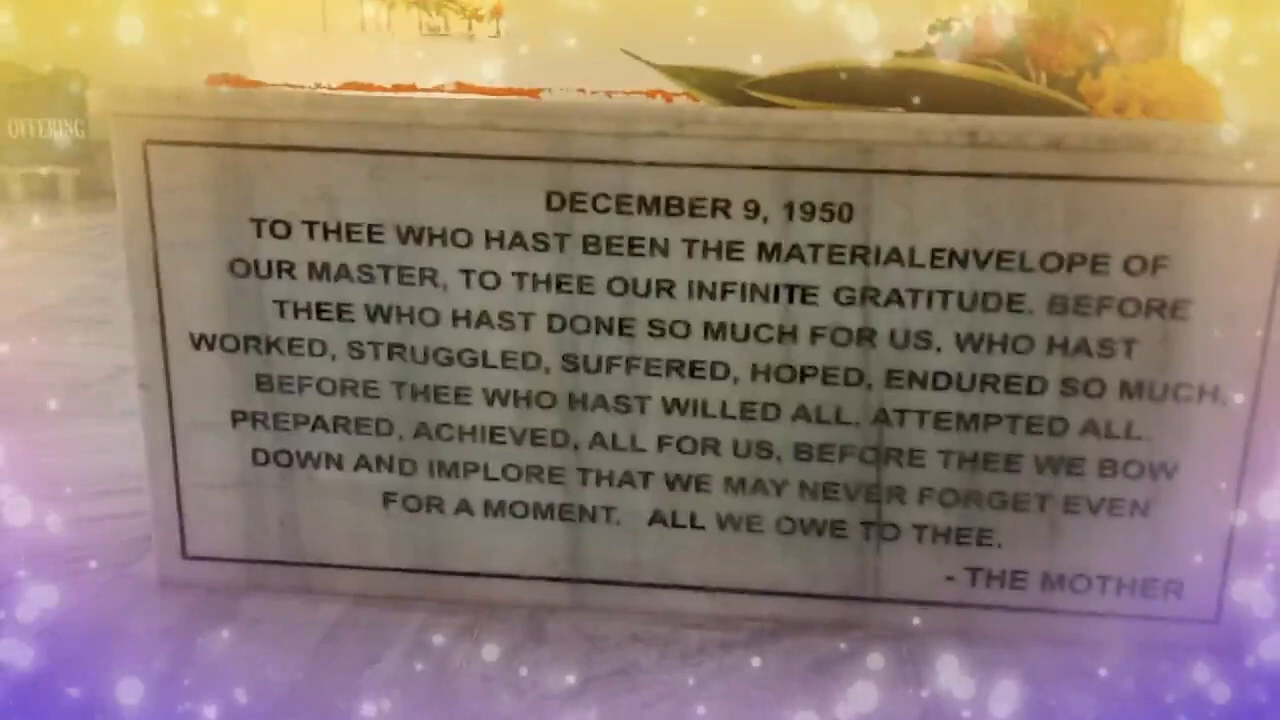 OFFERING
DECEMBER 9, 1950
TO THEE WHO HAST BEEN THE MATERIALENVELOPE OF
OUR MASTER, TO THEE OUR INFINITE GRATITUDE. BEFORE
THEE WHO HAST DONE SO MUCH FOR US, WHO HAST
WORKED, STRUGGLED, SUFFERED, HOPED, ENDURED SO MUCH,
BEFORE THEE WHO HAST WILLED ALL, ATTEMPTED ALL,
PREPARED, ACHIEVED, ALL FOR US, BEFORE THEE WE BOW
DOWN AND IMPLORE THAT WE MAY NEVER FORGET EVEN
FOR A MOMENT. ALL WE OWE TO THEE.
- THE MOTHER